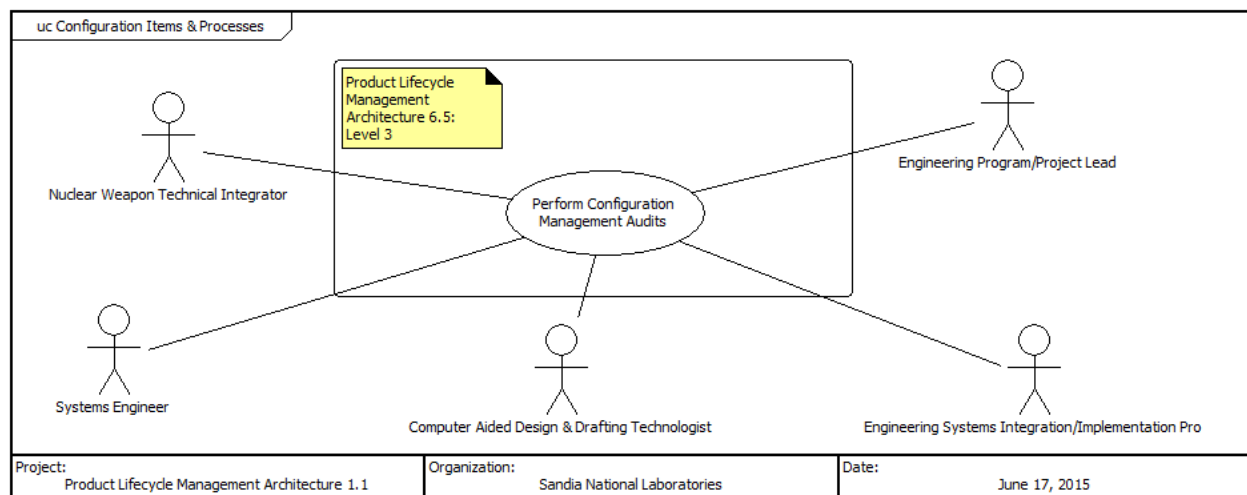 uc Configuration Items & Processes
Product Lifecycle
Management
Architecture 6.5:
Level 3
Nuclear Weapon Technical Integrator
Engineering Program/Project Lead
Perform Configuration
Management Audits
Systems Engineer
Computer Aided Design & Drafting Technologist
Engineering Systems Integration/Implementation Pro
Project:
Product Lifecycle Management Architecture 1.1
Organization:
Sandia National Laboratories
Date:
June 17, 2015